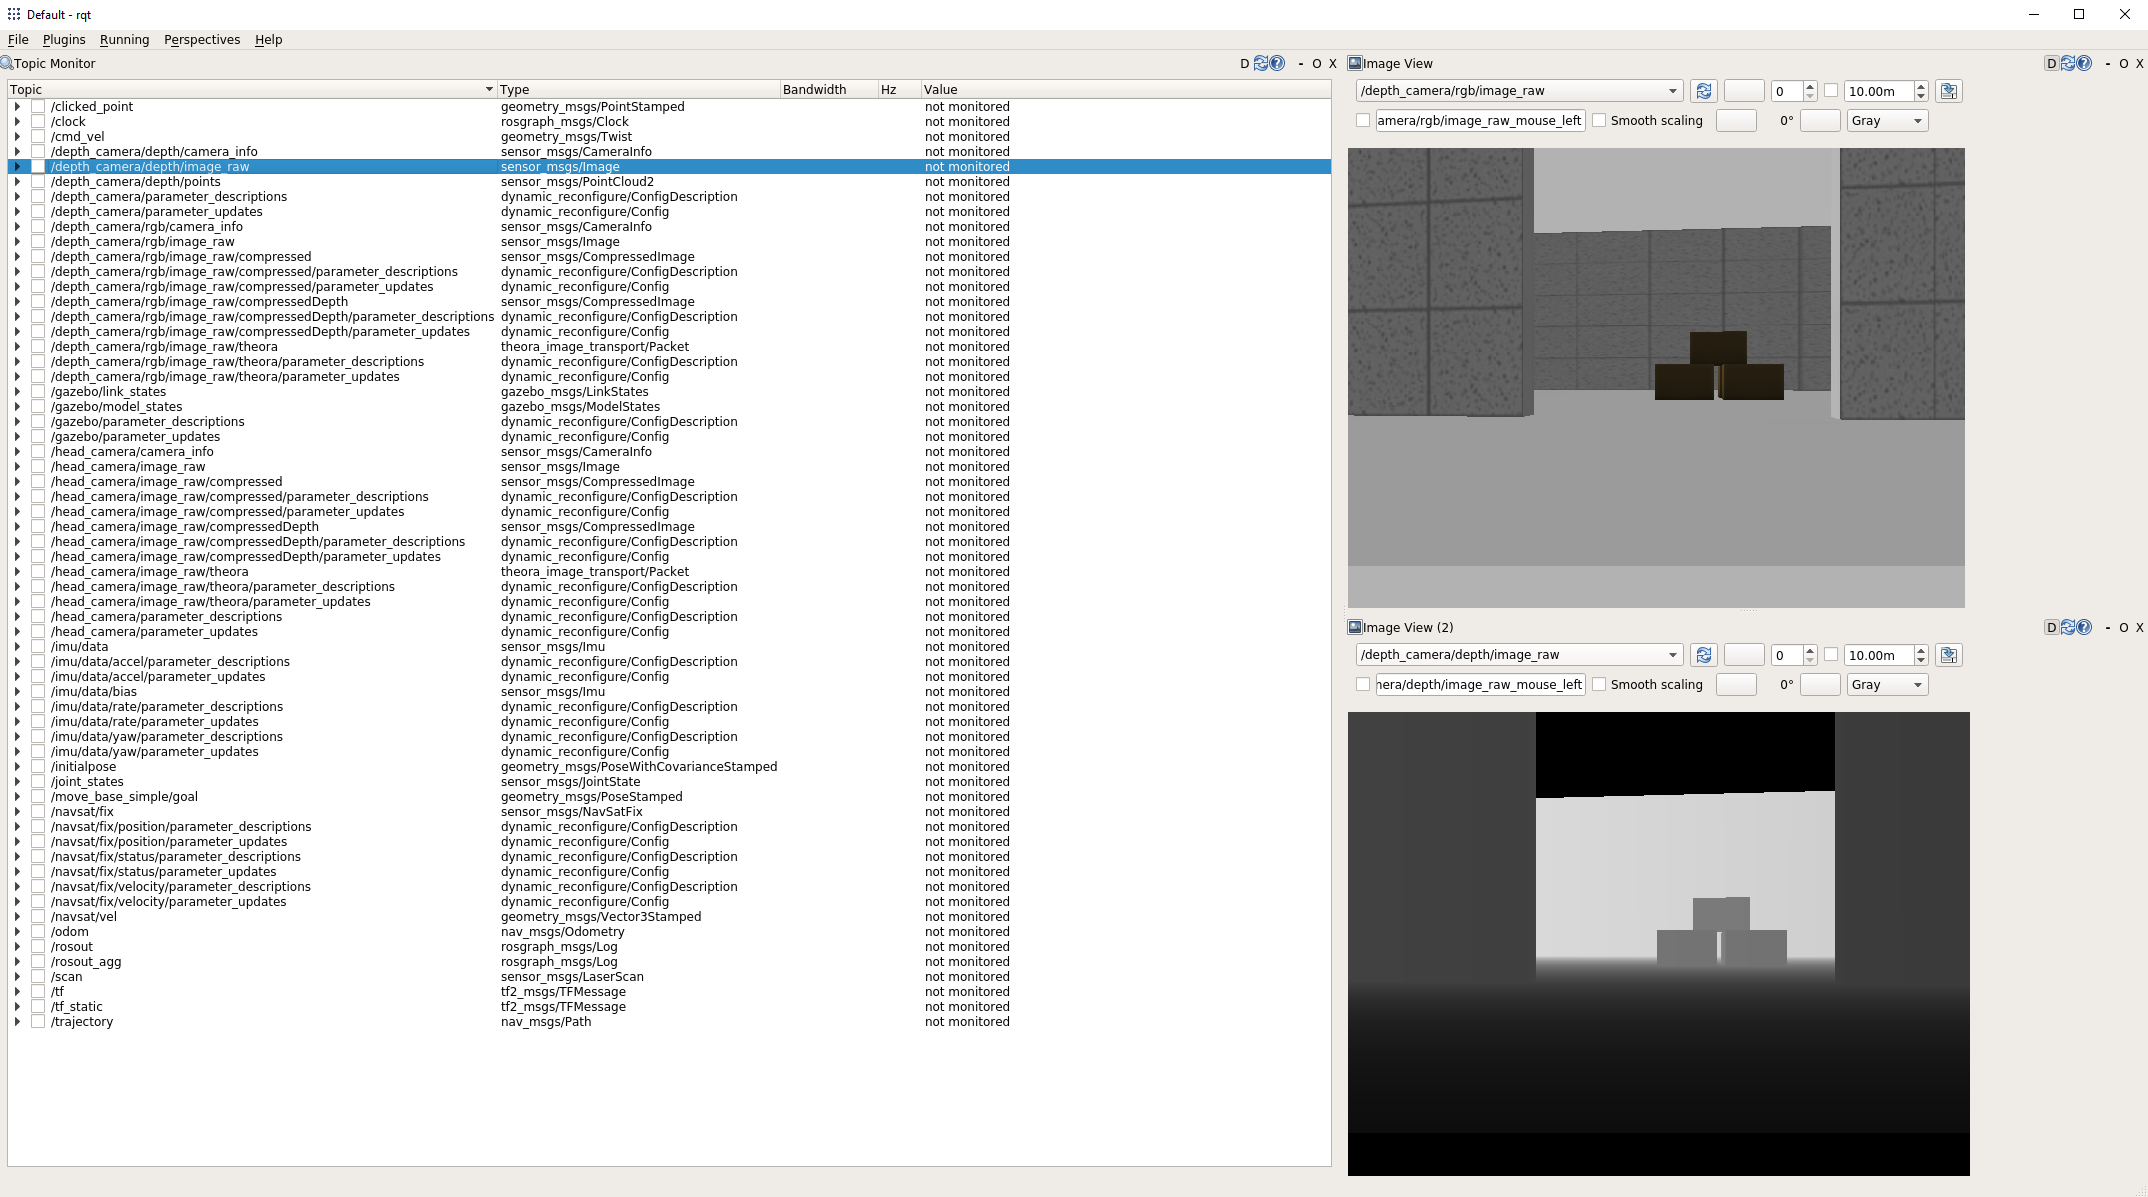 Default - rqt
File Plugins Running Perspectives Help
Topic Monitor D - O X
Topic Type Bandwidth Hz Value
/clicked_point geometry_msgs/PointStamped not monitored
/clock rosgraph_msgs/Clock not monitored
/cmd_vel geometry_msgs/Twist not monitored
/depth_camera/depth/camera_info sensor_msgs/CameraInfo not monitored
/depth_camera/depth/image_raw sensor_msgs/Image not monitored
/depth_camera/depth/points sensor_msgs/PointCloud2 not monitored
/depth_camera/parameter_descriptions dynamic_reconfigure/ConfigDescription not monitored
/depth_camera/parameter_updates dynamic_reconfigure/Config not monitored
/depth_camera/rgb/camera_info sensor_msgs/CameraInfo not monitored
/depth_camera/rgb/image_raw sensor_msgs/Image not monitored
/depth_camera/rgb/image_raw/compressed sensor_msgs/CompressedImage not monitored
/depth_camera/rgb/image_raw/compressed/parameter_descriptions dynamic_reconfigure/ConfigDescription not monitored
/depth_camera/rgb/image_raw/compressed/parameter_updates dynamic_reconfigure/Config not monitored
/depth_camera/rgb/image_raw/compressedDepth sensor_msgs/CompressedImage not monitored
/depth_camera/rgb/image_raw/compressedDepth/parameter_descriptions dynamic_reconfigure/ConfigDescription not monitored
/depth_camera/rgb/image_raw/compressedDepth/parameter_updates dynamic_reconfigure/Config not monitored
/depth_camera/rgb/image_raw/theora theora_image_transport/Packet not monitored
/depth_camera/rgb/image_raw/theora/parameter_descriptions dynamic_reconfigure/ConfigDescription not monitored
/depth_camera/rgb/image_raw/theora/parameter_updates dynamic_reconfigure/Config not monitored
/gazebo/link_states gazebo_msgs/LinkStates not monitored
/gazebo/model_states gazebo_msgs/ModelStates not monitored
/gazebo/parameter_descriptions dynamic_reconfigure/ConfigDescription not monitored
/gazebo/parameter_updates dynamic_reconfigure/Config not monitored
/head_camera/camera_info sensor_msgs/CameraInfo not monitored
/head_camera/image_raw sensor_msgs/Image not monitored
/head_camera/image_raw/compressed sensor_msgs/CompressedImage not monitored
/head_camera/image_raw/compressed/parameter_descriptions dynamic_reconfigure/ConfigDescription not monitored
/head_camera/image_raw/compressed/parameter_updates dynamic_reconfigure/Config not monitored
/head_camera/image_raw/compressedDepth sensor_msgs/CompressedImage not monitored
/head_camera/image_raw/compressedDepth/parameter_descriptions dynamic_reconfigure/ConfigDescription not monitored
/head_camera/image_raw/compressedDepth/parameter_updates dynamic_reconfigure/Config not monitored
/head_camera/image_raw/theora theora_image_transport/Packet not monitored
/head_camera/image_raw/theora/parameter_descriptions dynamic_reconfigure/ConfigDescription not monitored
/head_camera/image_raw/theora/parameter_updates dynamic_reconfigure/Config not monitored
/head_camera/parameter_descriptions dynamic_reconfigure/ConfigDescription not monitored
/head_camera/parameter_updates dynamic_reconfigure/Config not monitored
/imu/data sensor_msgs/Imu not monitored
/imu/data/accel/parameter_descriptions dynamic_reconfigure/ConfigDescription not monitored
/imu/data/accel/parameter_updates dynamic_reconfigure/Config not monitored
/imu/data/bias sensor_msgs/Imu not monitored
/imu/data/rate/parameter_descriptions dynamic_reconfigure/ConfigDescription not monitored
/imu/data/rate/parameter_updates dynamic_reconfigure/Config not monitored
/imu/data/yaw/parameter_descriptions dynamic_reconfigure/ConfigDescription not monitored
/imu/data/yaw/parameter_updates dynamic_reconfigure/Config not monitored
/initialpose geometry_msgs/PoseWithCovarianceStamped not monitored
/joint_states sensor_msgs/JointState not monitored
/move_base_simple/goal geometry_msgs/PoseStamped not monitored
/navsat/fix sensor_msgs/NavSatFix not monitored
/navsat/fix/position/parameter_descriptions dynamic_reconfigure/ConfigDescription not monitored
/navsat/fix/position/parameter_updates dynamic_reconfigure/Config not monitored
/navsat/fix/status/parameter_descriptions dynamic_reconfigure/ConfigDescription not monitored
/navsat/fix/status/parameter_updates dynamic_reconfigure/Config not monitored
/navsat/fix/velocity/parameter_descriptions dynamic_reconfigure/ConfigDescription not monitored
/navsat/fix/velocity/parameter_updates dynamic_reconfigure/Config not monitored
/navsat/vel geometry_msgs/Vector3Stamped not monitored
/odom nav_msgs/Odometry not monitored
/rosout rosgraph_msgs/Log not monitored
/rosout_agg rosgraph_msgs/Log not monitored
/scan sensor_msgs/LaserScan not monitored
/tf tf2_msgs/TFMessage not monitored
/tf_static tf2_msgs/TFMessage not monitored
/trajectory nav_msgs/Path not monitored
Image View D - O X
/depth_camera/rgb/image_raw 0 10.00m
amera/rgb/image_raw_mouse_left Smooth scaling 0° Gray
Image View (2) D - O X
/depth_camera/depth/image_raw 0 10.00m
nera/depth/image_raw_mouse_left Smooth scaling 0° Gray